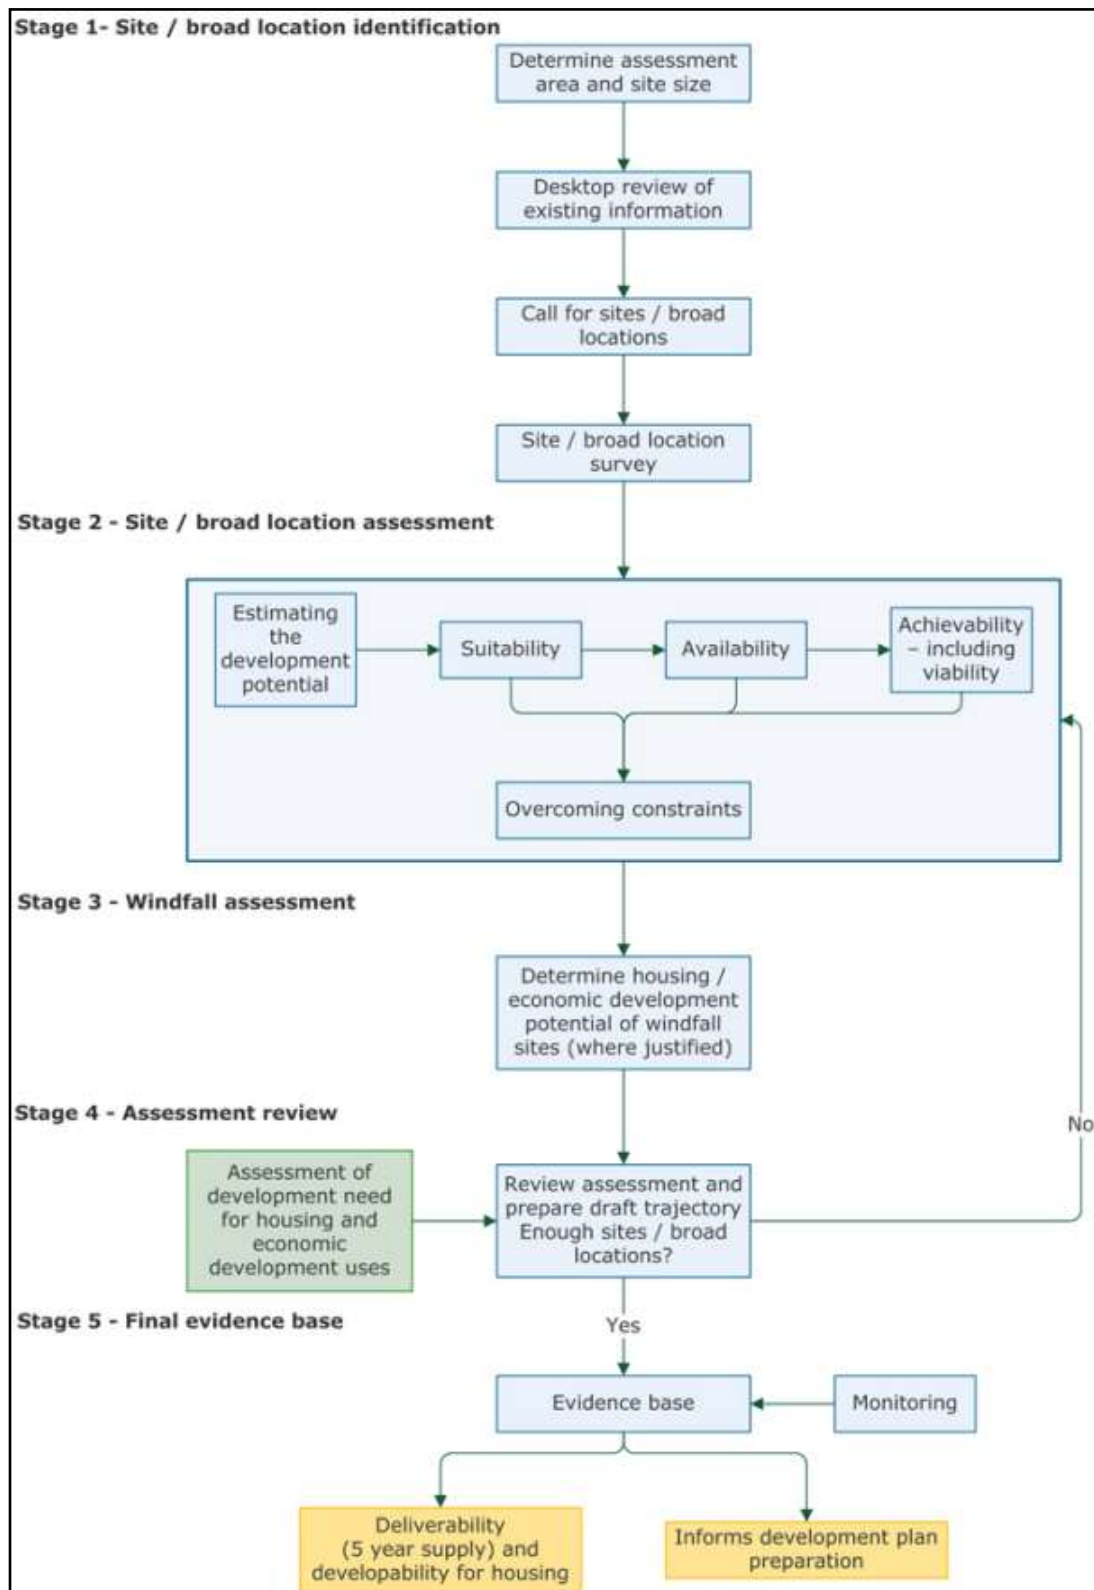 Stage 1- Site / broad location identification
Determine assessment
area and site size
Desktop review of
existing information
Call for sites / broad
locations
Site / broad location
survey
Stage 2 - Site / broad location assessment
Estimating
the
development
potential
Suitability
Availability
Achievability
– including
viability
Overcoming constraints
Stage 3 - Windfall assessment
Determine housing /
economic development
potential of windfall
sites (where justified)
Stage 4 - Assessment review
No
Assessment of
development need
for housing and
economic
development uses
Review assessment and
prepare draft trajectory
Enough sites / broad
locations?
Stage 5 - Final evidence base
Yes
Evidence base
Monitoring
Deliverability
(5 year supply) and
developability for housing
Informs development plan
preparation